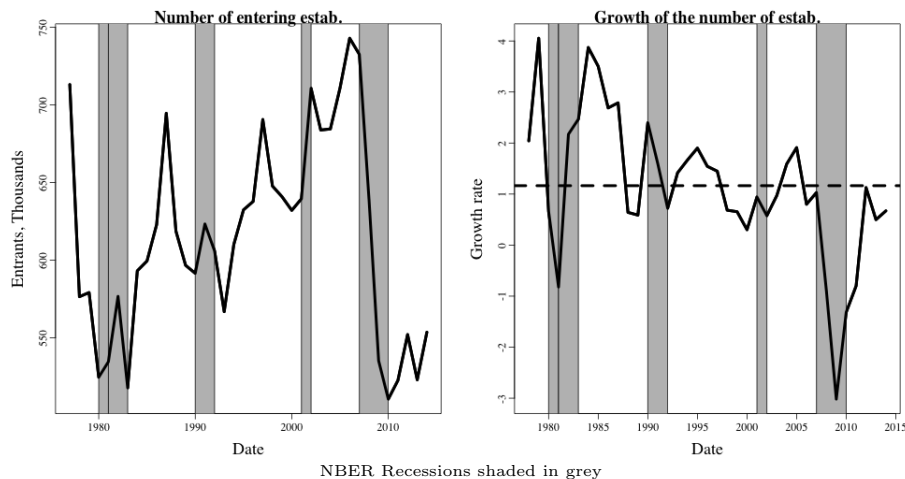 Number of entering estab.
Entrants, Thousands
750
700
650
600
550
1980 1990 2000 2010
Date
Growth of the number of estab.
Growth rate
4
3
2
1
0
-1
-2
-3
1980 1985 1990 1995 2000 2005 2010 2015
Date
NBER Recessions shaded in grey